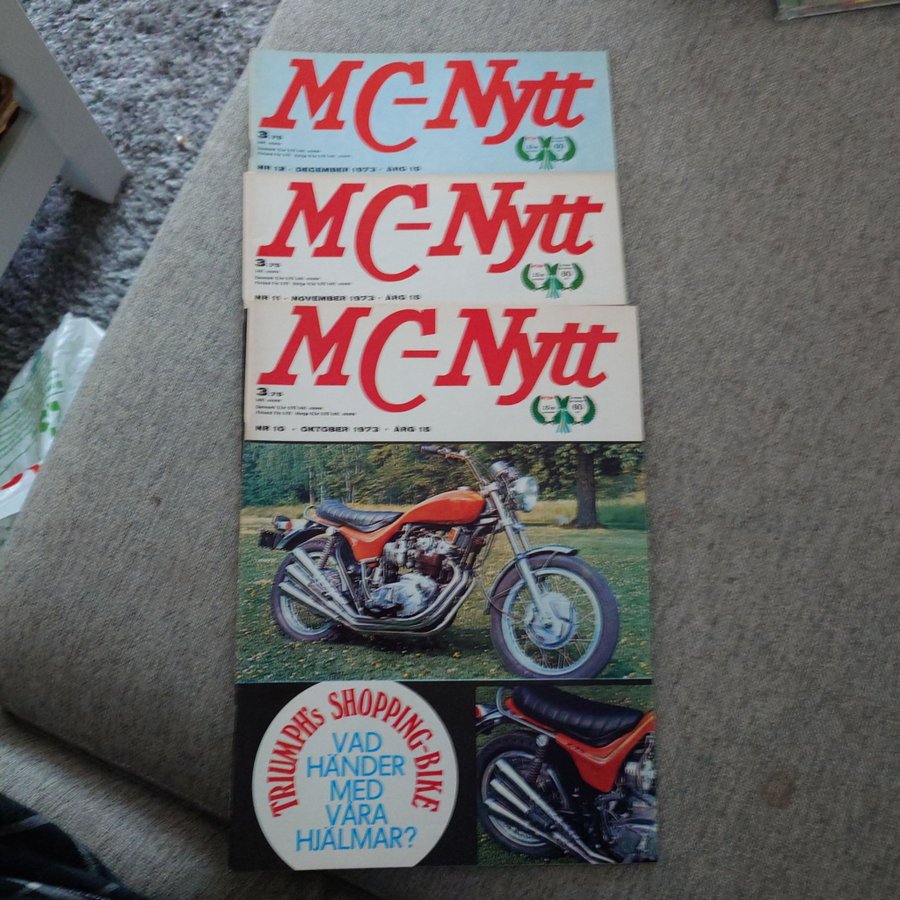 MC-Nytt
3:75
NR 12 - DECEMBER 1973 - ÅRG 15
MC-Nytt
3:75
NR 11 - NOVEMBER 1973 - ÅRG 15
MC-Nytt
3:75
NR 10 - OKTOBER 1973 - ÅRG 15
TRIUMPH's SHOPPING-BIKE
VAD
HÄNDER
MED
VÅRA
HJÄLMAR?